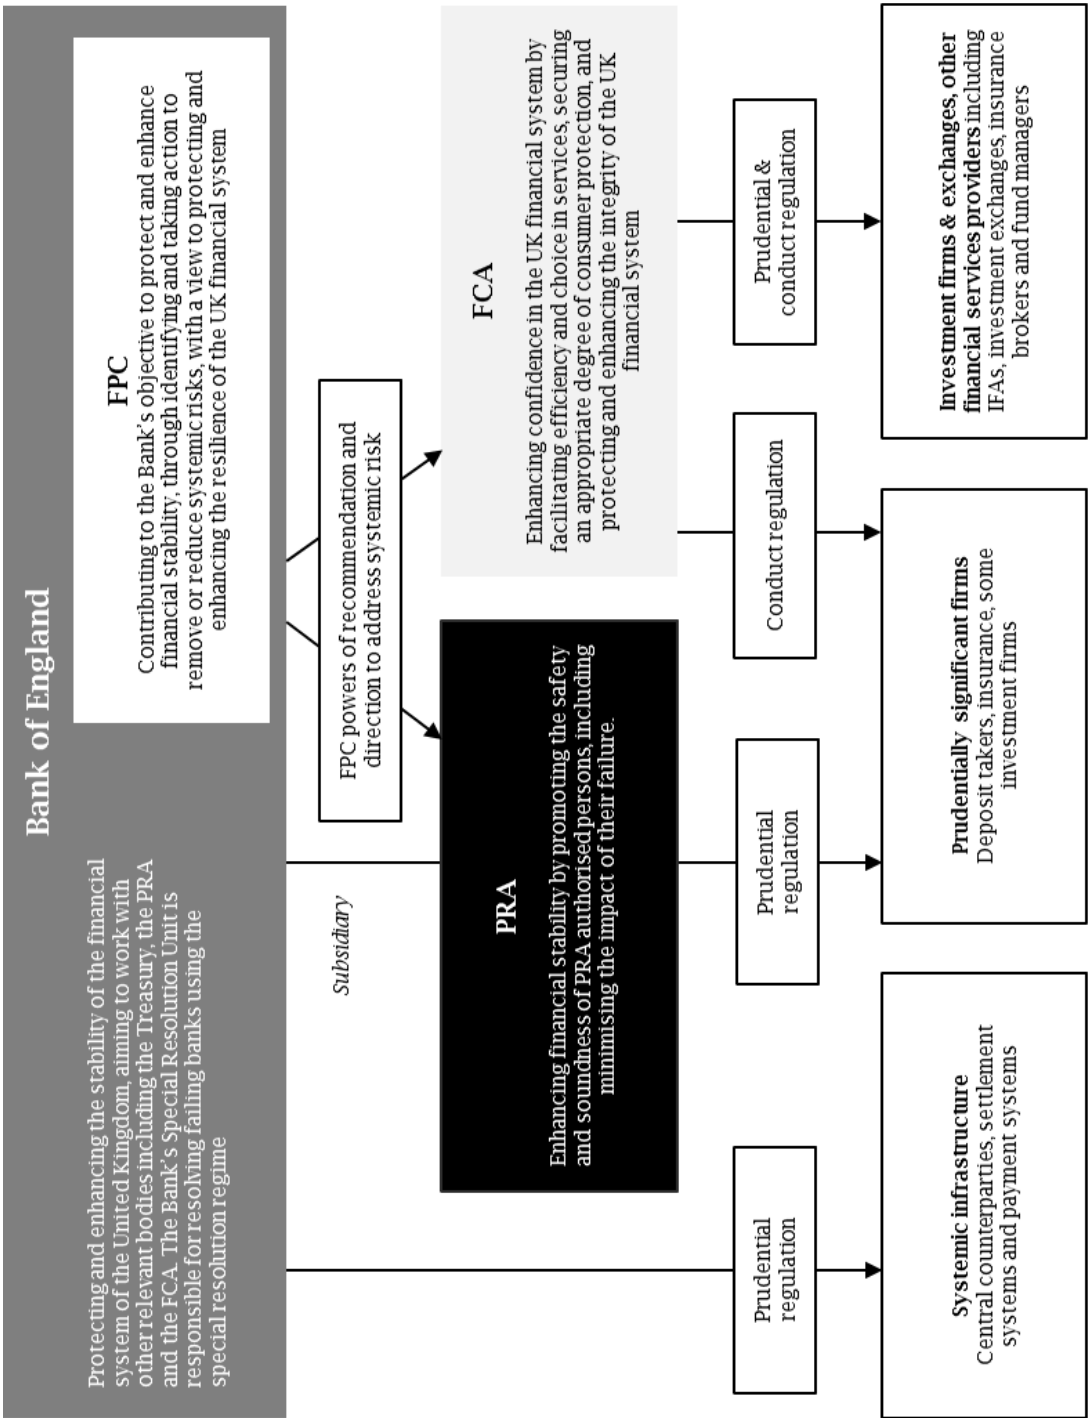 Bank of England
Protecting and enhancing the stability of the financial
system of the United Kingdom, aiming to work with
other relevant bodies including the Treasury, the PRA
and the FCA. The Bank's Special Resolution Unit is
responsible for resolving failing banks using the
special resolution regime
FPC
Contributing to the Bank's objective to protect and enhance
financial stability, through identifying and taking action to
remove or reduce systemic risks, with a view to protecting and
enhancing the resilience of the UK financial system
Subsidiary
FPC powers of recommendation and
direction to address systemic risk
PRA
Enhancing financial stability by promoting the safety
and soundness of PRA authorised persons, including
minimising the impact of their failure.
FCA
Enhancing confidence in the UK financial system by
facilitating efficiency and choice in services, securing
an appropriate degree of consumer protection, and
protecting and enhancing the integrity of the UK
financial system
Prudential
regulation
Prudential
regulation
Conduct regulation
Prudential &
conduct regulation
Systemic infrastructure
Central counterparties, settlement
systems and payment systems
Prudentially significant firms
Deposit takers, insurance, some
investment firms
Investment firms & exchanges, other
financial services providers including
IFAs, investment exchanges, insurance
brokers and fund managers